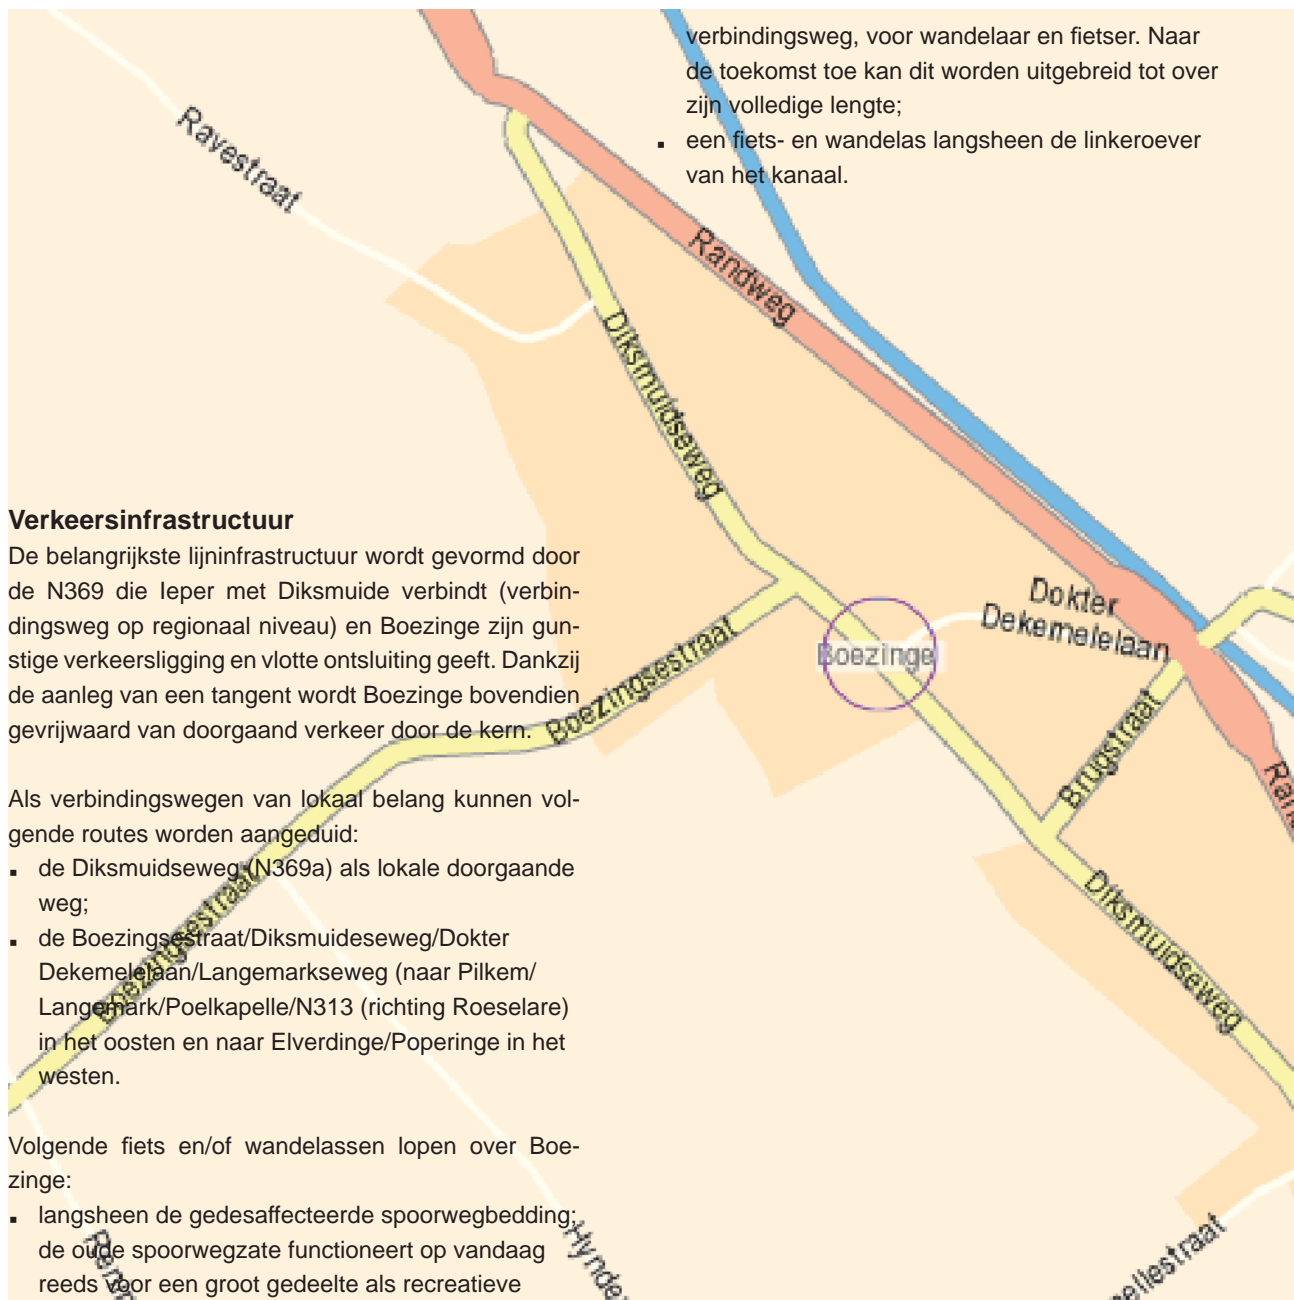 Verkeersinfrastructuur
De belangrijkste lijninfrastructuur wordt gevormd door
de N369 die Ieper met Diksmuide verbindt (verbin-
dingsweg op regionaal niveau) en Boezinge zijn gun-
stige verkeersligging en vlotte ontsluiting geeft. Dankzij
de aanleg van een tangent wordt Boezinge bovendien
gevrijwaard van doorgaand verkeer door de kern.
Als verbindingswegen van lokaal belang kunnen vol-
gende routes worden aangeduid:
▪ de Diksmuidseweg (N369a) als lokale doorgaande
weg;
▪ de Boezingsestraat/Diksmuideseweg/Dokter
Dekemelelaan/Langemarkseweg (naar Pilkem/
Langemark/Poelkapelle/N313 (richting Roeselare)
in het oosten en naar Elverdinge/Poperinge in het
westen.
Volgende fiets en/of wandelassen lopen over Boe-
zinge:
▪ langsheen de gedesaffecteerde spoorwegbedding;
de oude spoorwegzate functioneert op vandaag
reeds voor een groot gedeelte als recreatieve
verbindingsweg, voor wandelaar en fietser. Naar
de toekomst toe kan dit worden uitgebreid tot over
zijn volledige lengte;
▪ een fiets- en wandelas langsheen de linkeroever
van het kanaal.
Ravestraat
Randweg
Diksmuidseweg
Dokter
Dekemelelaan
Boezinge
Boezingsestraat
Brugstraat
Boezingsestraat
Diksmuidseweg